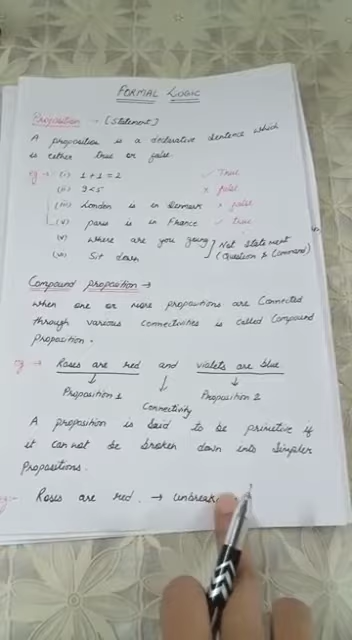 FORMAL LOGIC
Proposition → [Statement]
A proposition is a declarative sentence which
is either true or false.
eg → (i) 1 + 1 = 2 ✓ True
(ii) 9 < 5 × false
(iii) London is in Denmark × false
(v) paris is in France ✓ true
(v) where are you going ] Not Statement
(vi) Sit down (Question & Command)
Compound proposition →
when one or more propositions are Connected
through various connectivities is called Compound
proposition.
eg → Roses are red and violets are blue
↓ ↓ ↓
Proposition 1 Connectivity Proposition 2
A proposition is Said to be primitive if
it can not be broken down into Simpler
Propositions.
eg:- Roses are red. → unbreak